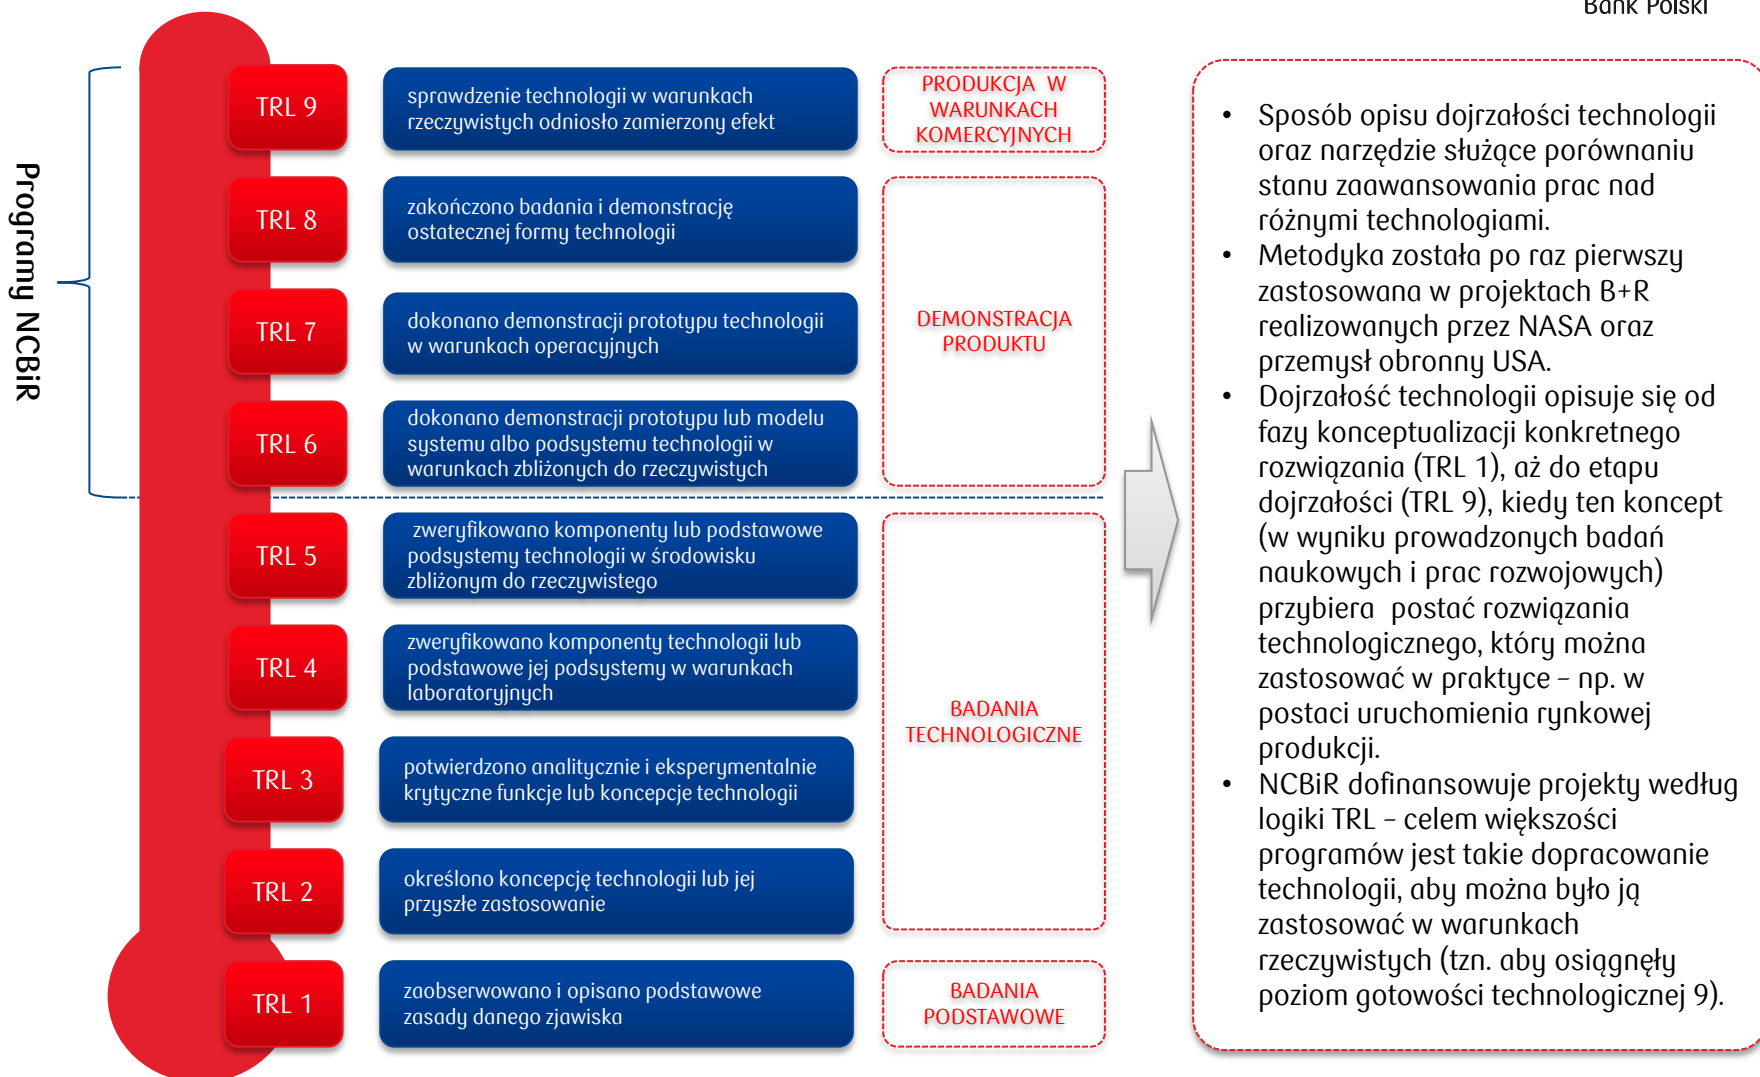 Bank Polski
Programy NCBiR
TRL 9
sprawdzenie technologii w warunkach
rzeczywistych odniosło zamierzony efekt
PRODUKCJA W
WARUNKACH
KOMERCYJNYCH
TRL 8
zakończono badania i demonstrację
ostatecznej formy technologii
TRL 7
dokonano demonstracji prototypu technologii
w warunkach operacyjnych
DEMONSTRACJA
PRODUKTU
TRL 6
dokonano demonstracji prototypu lub modelu
systemu albo podsystemu technologii w
warunkach zbliżonych do rzeczywistych
TRL 5
zweryfikowano komponenty lub podstawowe
podsystemy technologii w środowisku
zbliżonym do rzeczywistego
TRL 4
zweryfikowano komponenty technologii lub
podstawowe jej podsystemy w warunkach
laboratoryjnych
BADANIA
TECHNOLOGICZNE
TRL 3
potwierdzono analitycznie i eksperymentalnie
krytyczne funkcje lub koncepcje technologii
TRL 2
określono koncepcję technologii lub jej
przyszłe zastosowanie
TRL 1
zaobserwowano i opisano podstawowe
zasady danego zjawiska
BADANIA
PODSTAWOWE
• Sposób opisu dojrzałości technologii
oraz narzędzie służące porównaniu
stanu zaawansowania prac nad
różnymi technologiami.
• Metodyka została po raz pierwszy
zastosowana w projektach B+R
realizowanych przez NASA oraz
przemysł obronny USA.
• Dojrzałość technologii opisuje się od
fazy konceptualizacji konkretnego
rozwiązania (TRL 1), aż do etapu
dojrzałości (TRL 9), kiedy ten koncept
(w wyniku prowadzonych badań
naukowych i prac rozwojowych)
przybiera postać rozwiązania
technologicznego, który można
zastosować w praktyce – np. w
postaci uruchomienia rynkowej
produkcji.
• NCBiR dofinansowuje projekty według
logiki TRL – celem większości
programów jest takie dopracowanie
technologii, aby można było ją
zastosować w warunkach
rzeczywistych (tzn. aby osiągnęły
poziom gotowości technologicznej 9).